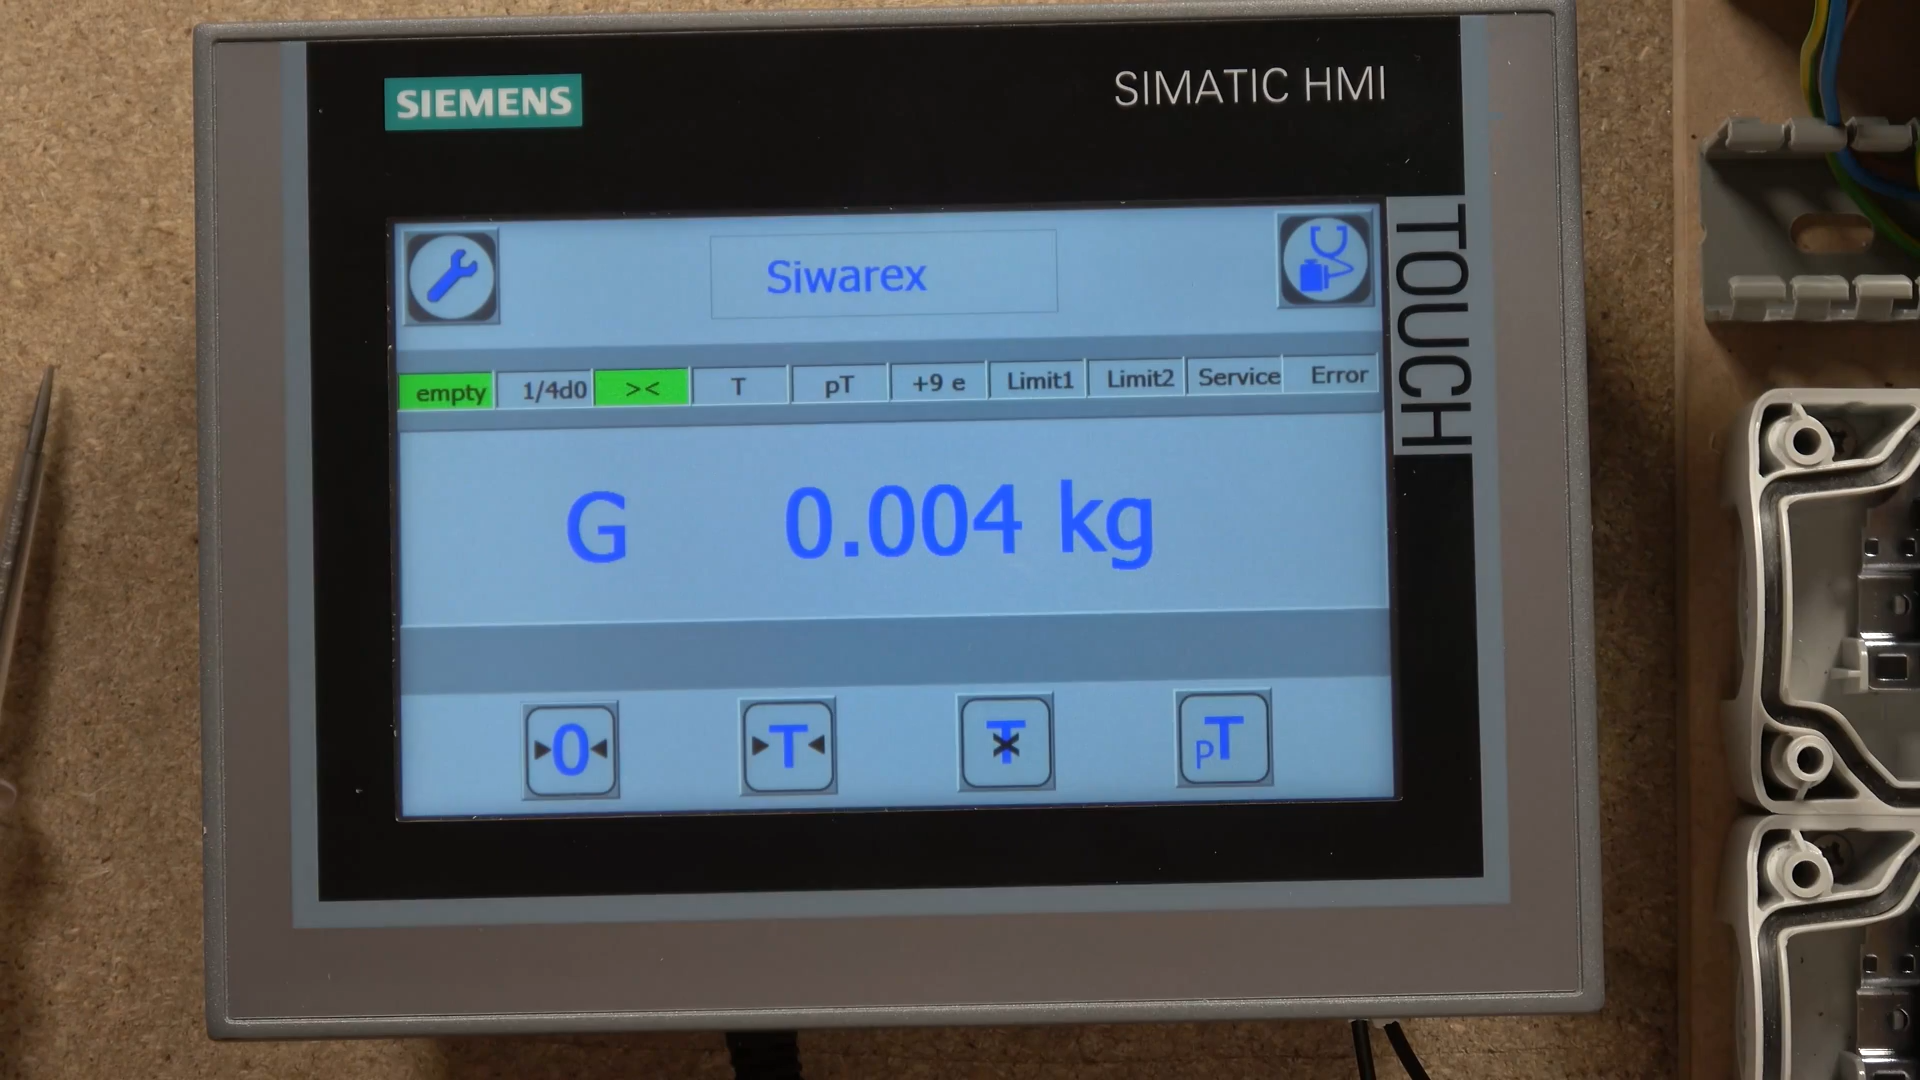 SIEMENS
SIMATIC HMI
TOUCH
Siwarex
empty 1/4d0 >< T pT +9 e Limit1 Limit2 Service Error
G 0.004 kg
0 T T pT